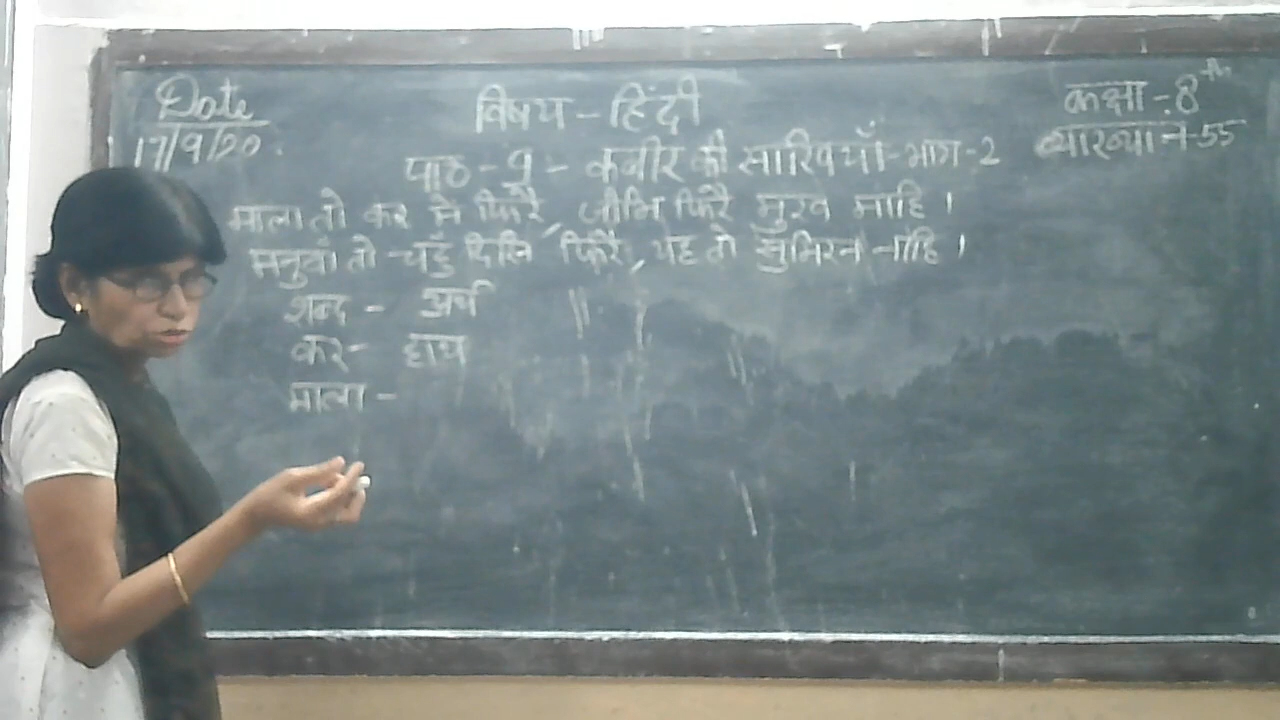 Date
17/9/20.
विषय - हिंदी
कक्षा - 8th
व्याख्यान-55
पाठ - 9 - कबीर की साखियाँ - भाग-2
माला तो कर में फिरै, जीभि फिरै मुख माहि ।
मनुवाँ तो चहुँ दिसि फिरै, यह तो सुमिरन नाहि ।
शब्द - अर्थ
कर - हाथ
माला -